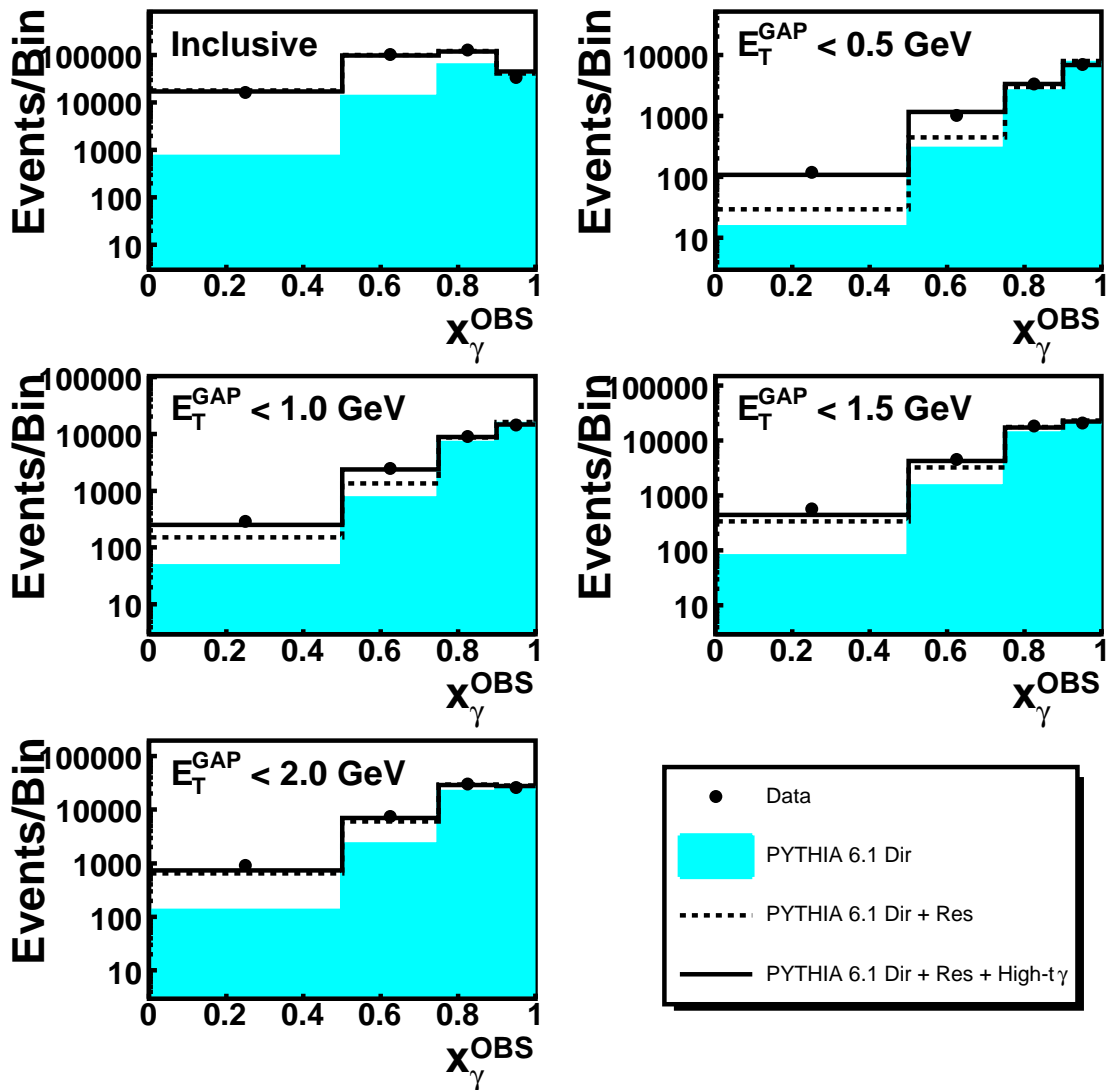 Events/Bin
Inclusive
100000
10000
1000
100
10
0 0.2 0.4 0.6 0.8 1
x_γ^OBS
Events/Bin
E_T^GAP < 0.5 GeV
10000
1000
100
10
0 0.2 0.4 0.6 0.8 1
x_γ^OBS
Events/Bin
E_T^GAP < 1.0 GeV
100000
10000
1000
100
10
0 0.2 0.4 0.6 0.8 1
x_γ^OBS
Events/Bin
E_T^GAP < 1.5 GeV
100000
10000
1000
100
10
0 0.2 0.4 0.6 0.8 1
x_γ^OBS
Events/Bin
E_T^GAP < 2.0 GeV
100000
10000
1000
100
10
0 0.2 0.4 0.6 0.8 1
x_γ^OBS
Data
PYTHIA 6.1 Dir
PYTHIA 6.1 Dir + Res
PYTHIA 6.1 Dir + Res + High-t γ